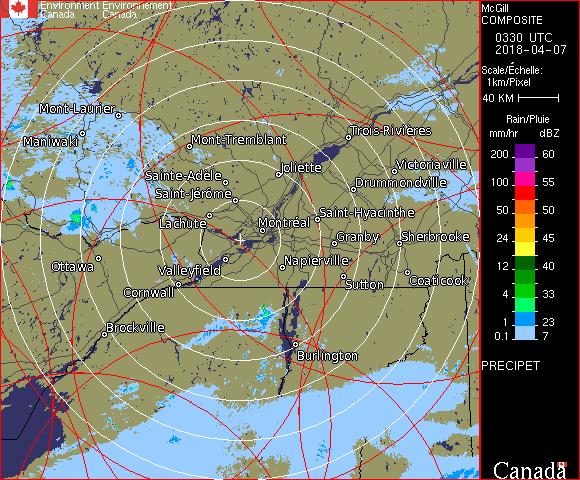 Environment Environnement
Canada Canada
McGill
COMPOSITE
0330 UTC
2018-04-07
Scale/Échelle:
1km/Pixel
40 KM
Rain/Pluie
mm/hr dBZ
200 60
100 55
50 50
24 45
12 40
4 33
1 23
0.1 7
PRECIPET
Canada
Mont-Laurier
Maniwaki
Mont-Tremblant
Trois-Rivières
Joliette
Victoriaville
Sainte-Adèle
Drummondville
Saint-Jérôme
Lachute
Montréal
Saint-Hyacinthe
Granby
Sherbrooke
Ottawa
Valleyfield
Napierville
Cornwall
Sutton
Coaticook
Brockville
Burlington